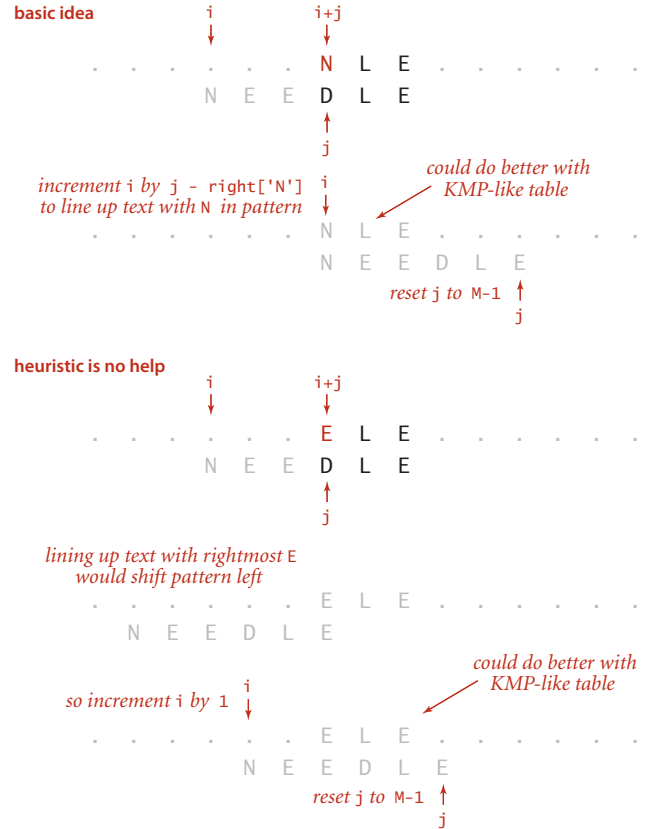 basic idea
i i+j
. . . . . . N L E . . . . . .
N E E D L E
j
could do better with
KMP-like table
increment i by j - right['N'] i
to line up text with N in pattern
. . . . . . N L E . . . . . .
N E E D L E
reset j to M-1
j
heuristic is no help
i i+j
. . . . . . E L E . . . . . .
N E E D L E
j
lining up text with rightmost E
would shift pattern left
. . . . . . E L E . . . . . .
N E E D L E
could do better with
KMP-like table
so increment i by 1 i
. . . . . . E L E . . . . . .
N E E D L E
reset j to M-1
j